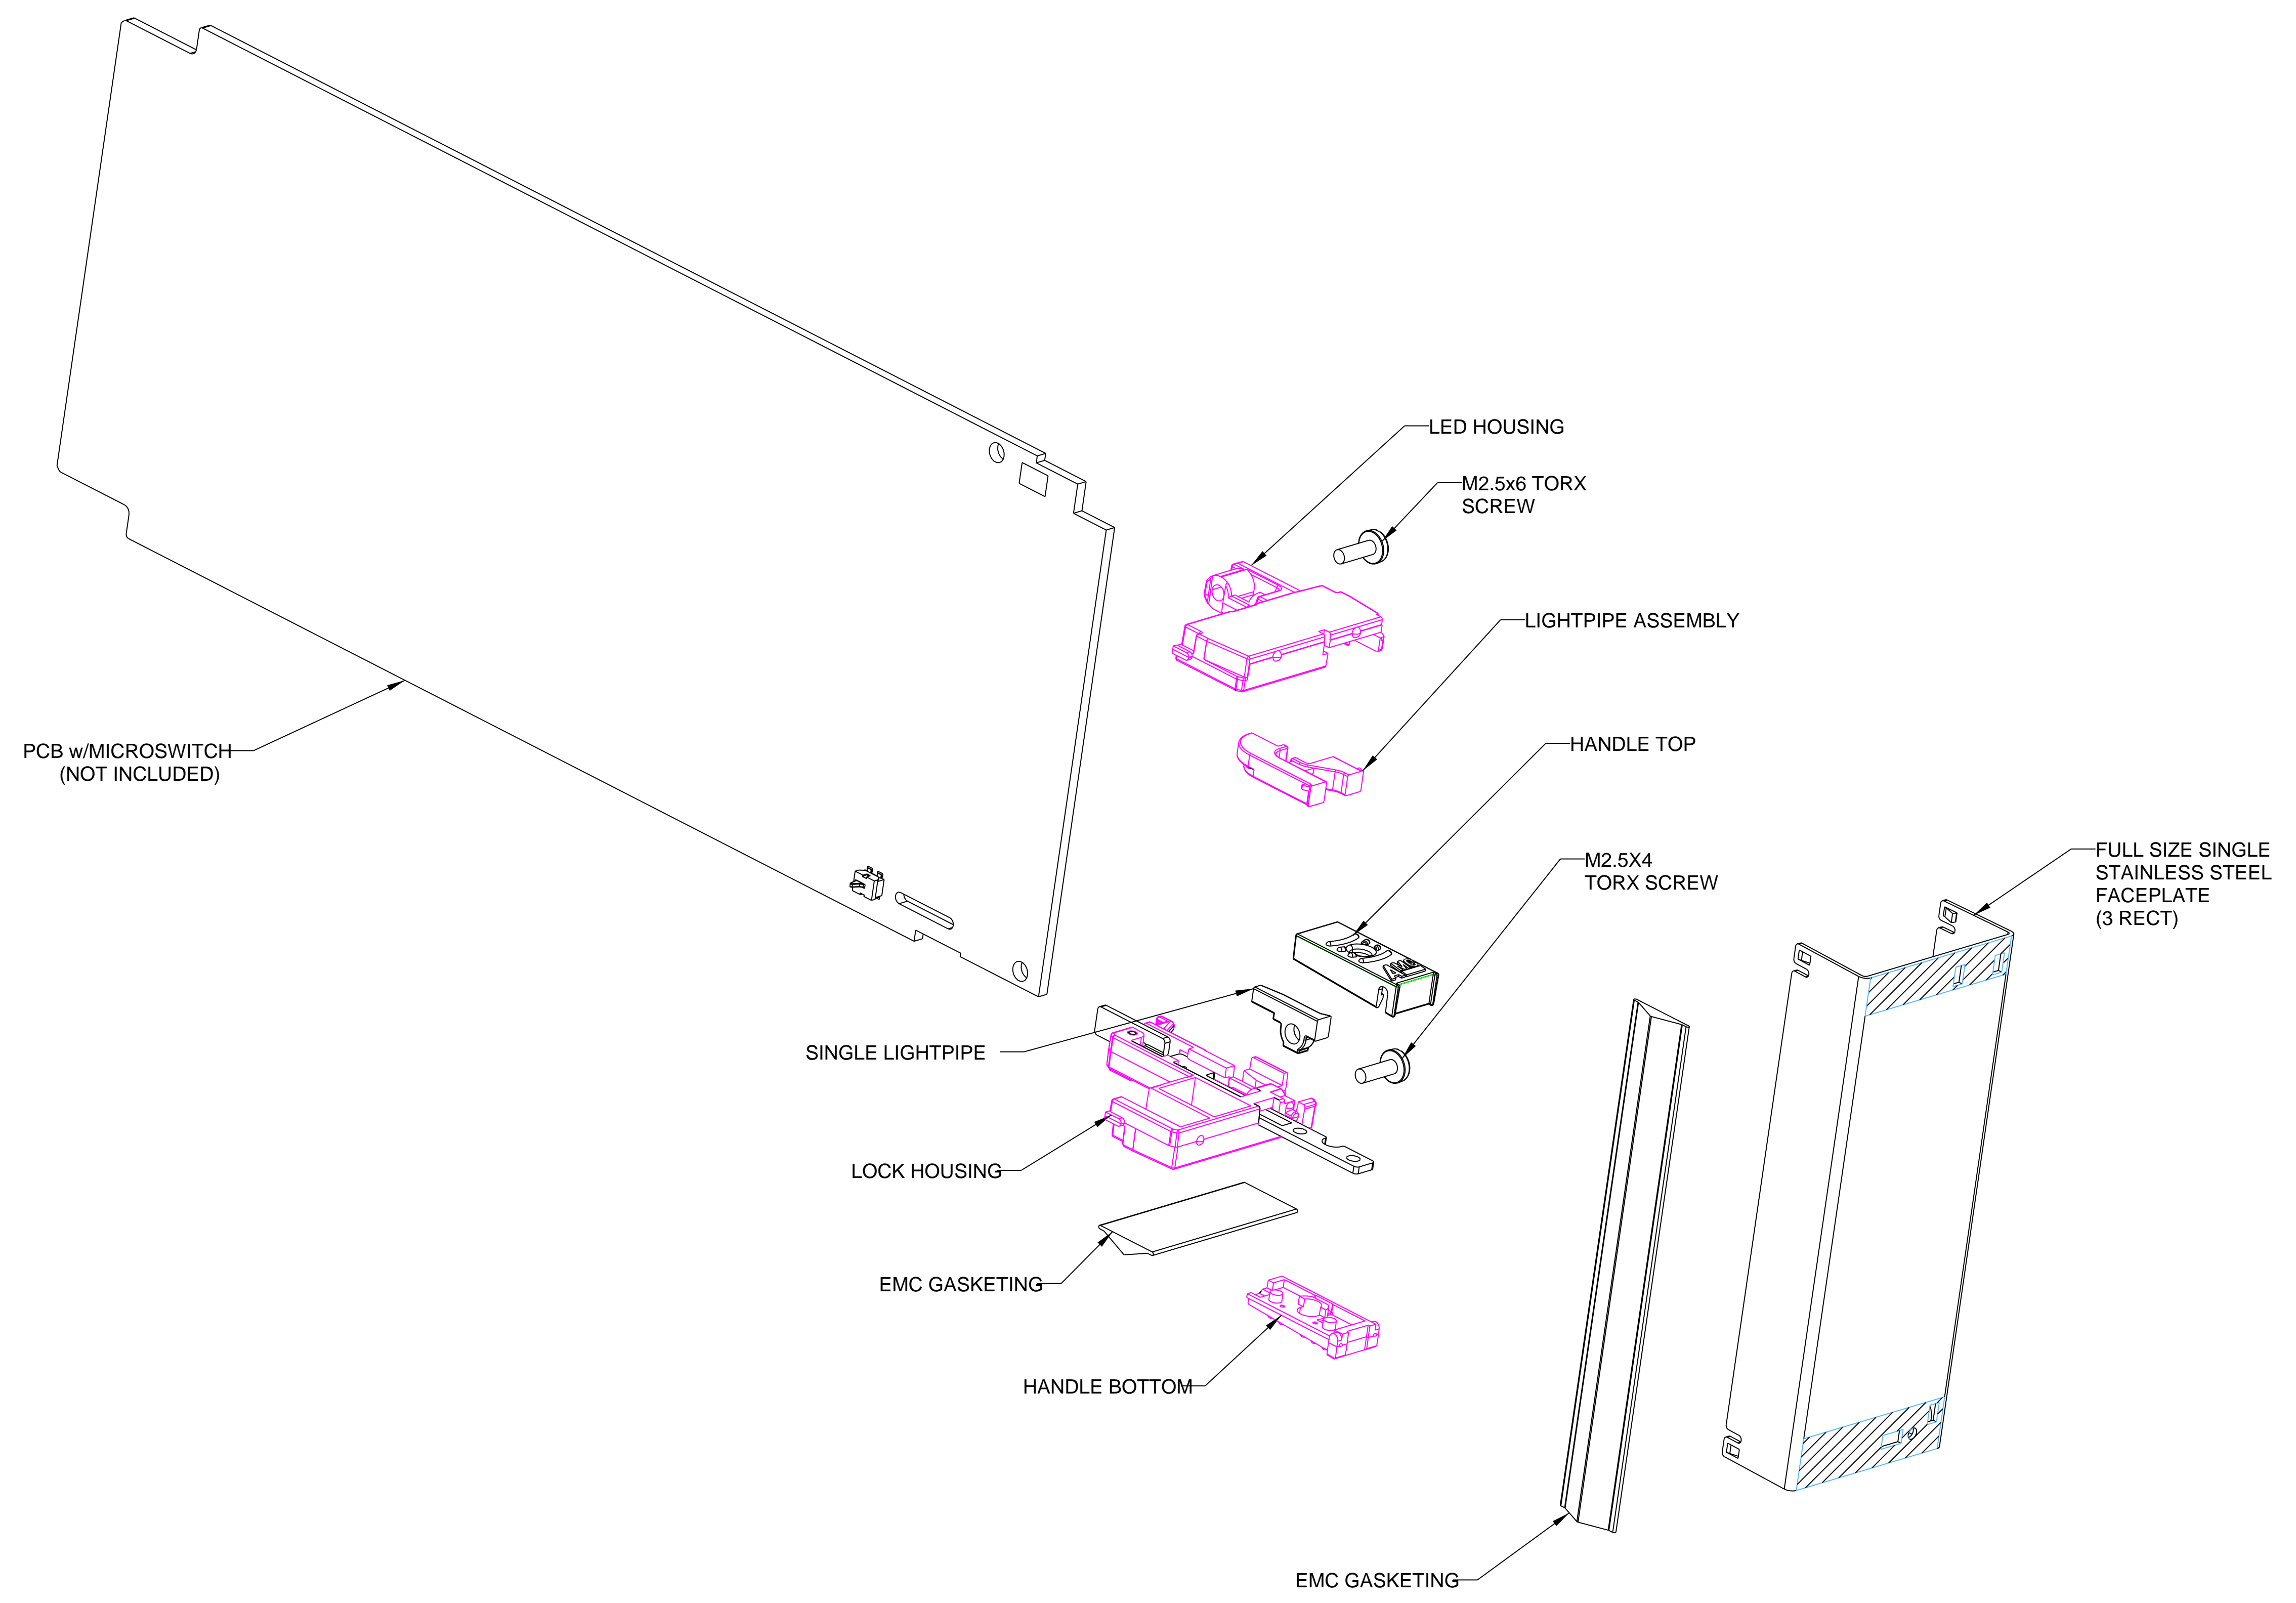 LED HOUSING
M2.5x6 TORX
SCREW
LIGHTPIPE ASSEMBLY
HANDLE TOP
PCB w/MICROSWITCH
(NOT INCLUDED)
M2.5X4
TORX SCREW
FULL SIZE SINGLE
STAINLESS STEEL
FACEPLATE
(3 RECT)
SINGLE LIGHTPIPE
LOCK HOUSING
EMC GASKETING
HANDLE BOTTOM
EMC GASKETING